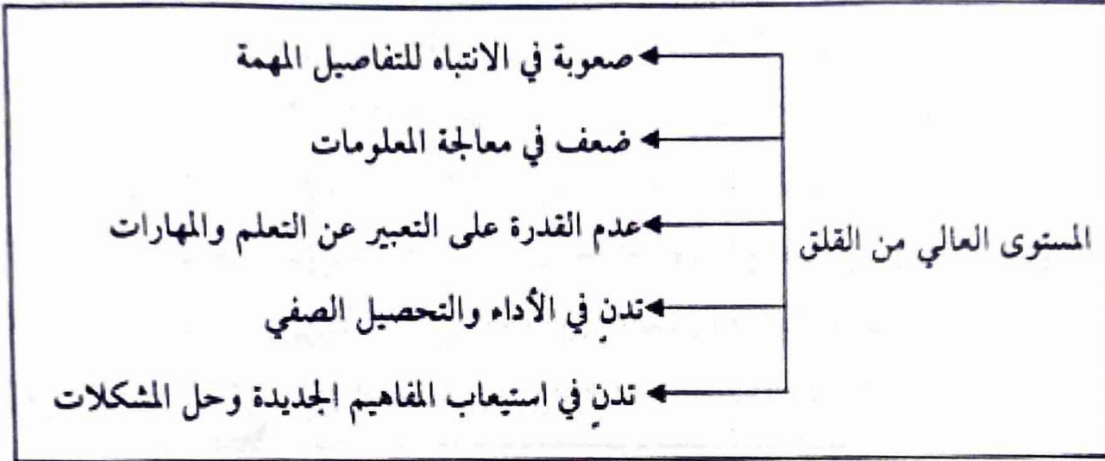 صعوبة في الانتباه للتفاصيل المهمة
ضعف في معالجة المعلومات
عدم القدرة على التعبير عن التعلم والمهارات
المستوى العالي من القلق
تدنٍ في الأداء والتحصيل الصفي
تدنٍ في استيعاب المفاهيم الجديدة وحل المشكلات